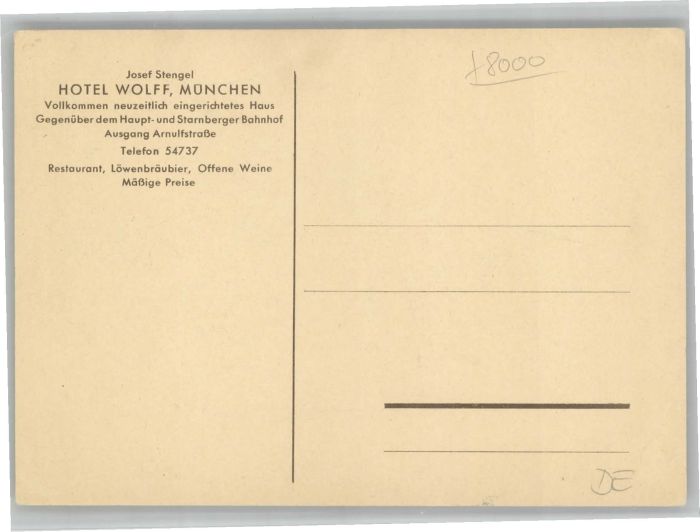 Josef Stengel
HOTEL WOLFF, MÜNCHEN
Vollkommen neuzeitlich eingerichtetes Haus
Gegenüber dem Haupt- und Starnberger Bahnhof
Ausgang Arnulfstraße
Telefon 54737
Restaurant, Löwenbräubier, Offene Weine
Mäßige Preise
8000
DE